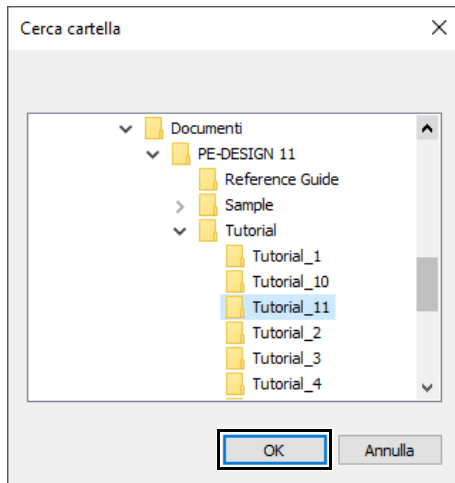 Cerca cartella
Documenti
PE-DESIGN 11
Reference Guide
Sample
Tutorial
Tutorial_1
Tutorial_10
Tutorial_11
Tutorial_2
Tutorial_3
Tutorial_4
OK Annulla